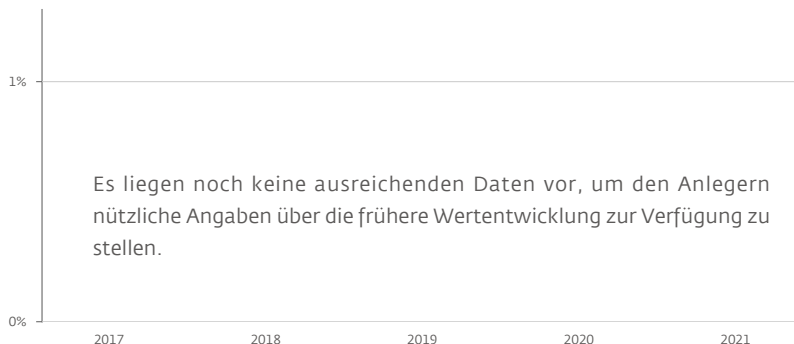 1%
Es liegen noch keine ausreichenden Daten vor, um den Anlegern
nützliche Angaben über die frühere Wertentwicklung zur Verfügung zu
stellen.
0%
2017 2018 2019 2020 2021